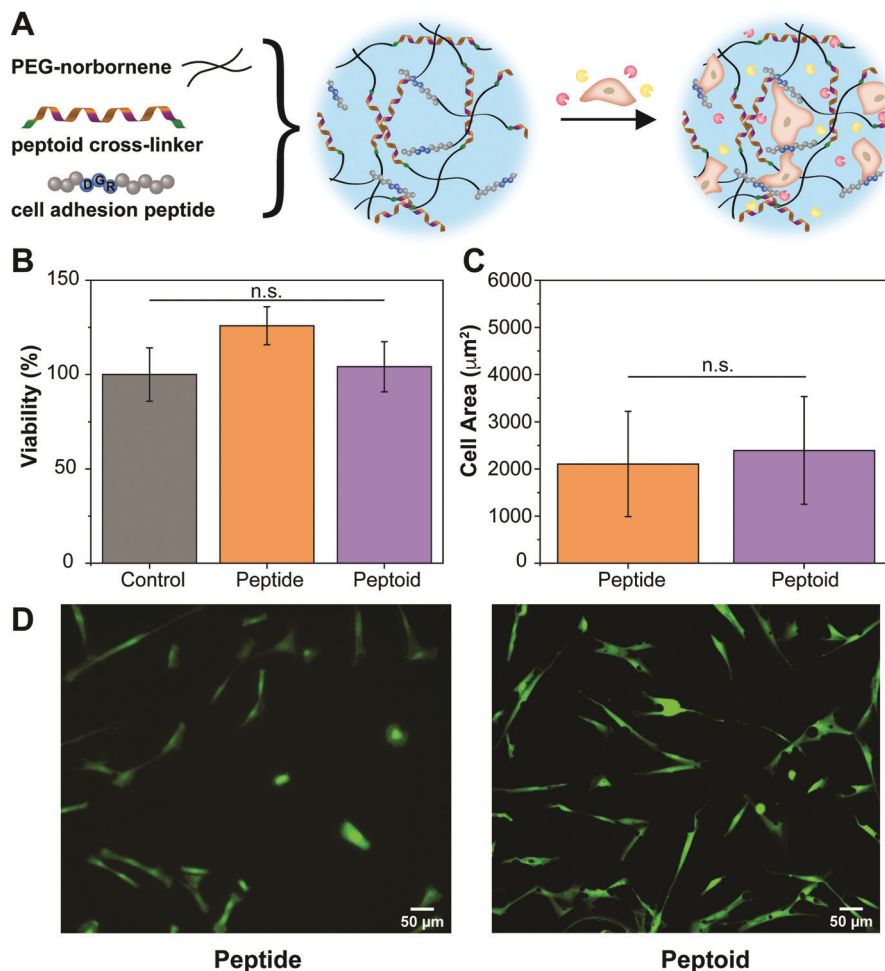 A
PEG-norbornene
peptoid cross-linker
D G R
cell adhesion peptide
B
Viability (%)
150
100
50
0
n.s.
Control
Peptide
Peptoid
C
Cell Area (μm²)
6000
5000
4000
3000
2000
1000
0
n.s.
Peptide
Peptoid
D
50 μm
50 μm
Peptide
Peptoid